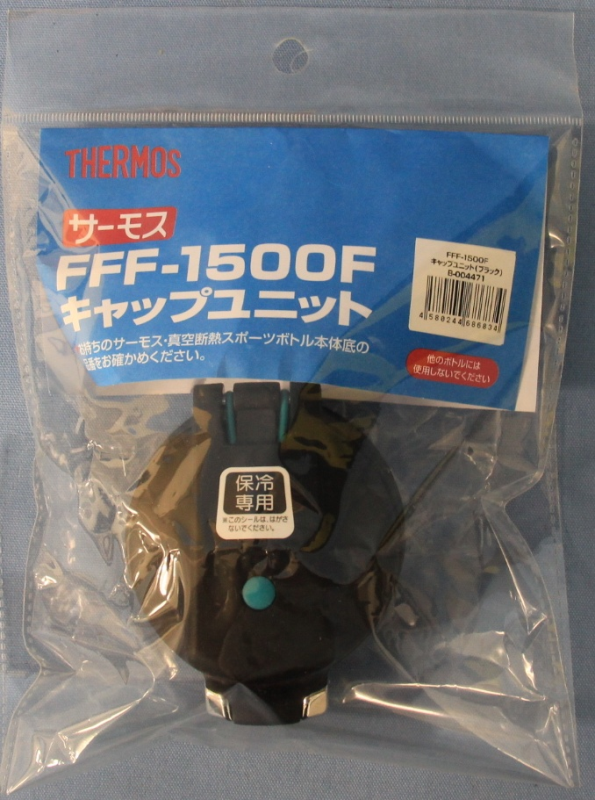 THERMOS
サーモス
FFF-1500F
キャップユニット
持ちのサーモス・真空断熱スポーツボトル本体底の
をお確かめください。
FFF-1500F
キャップユニット(ブラック)
B-004471
4 580244 686834
他のボトルには
使用しないでください
保冷
専用
※このシールは、はがさ
ないでください。